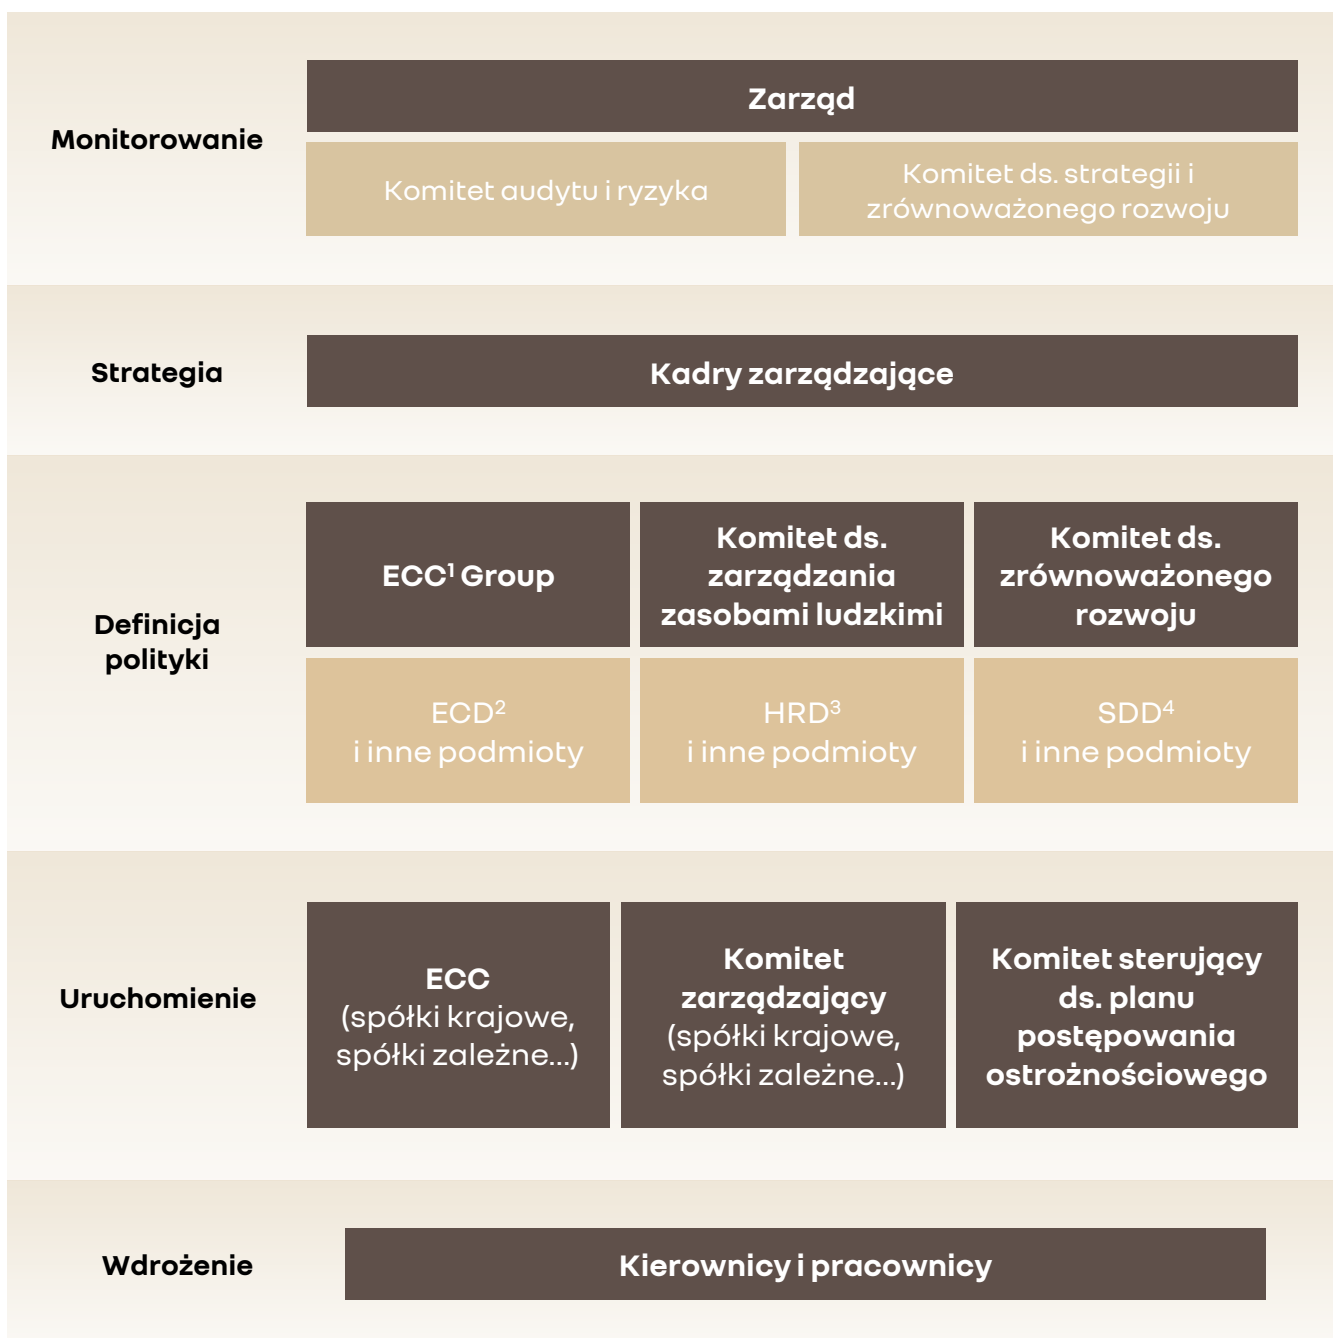 Monitorowanie
Zarząd
Komitet audytu i ryzyka
Komitet ds. strategii i
zrównoważonego rozwoju
Strategia
Kadry zarządzające
Definicja
polityki
ECC¹ Group
Komitet ds.
zarządzania
zasobami ludzkimi
Komitet ds.
zrównoważonego
rozwoju
ECD²
i inne podmioty
HRD³
i inne podmioty
SDD⁴
i inne podmioty
Uruchomienie
ECC
(spółki krajowe,
spółki zależne...)
Komitet
zarządzający
(spółki krajowe,
spółki zależne...)
Komitet sterujący
ds. planu
postępowania
ostrożnościowego
Wdrożenie
Kierownicy i pracownicy